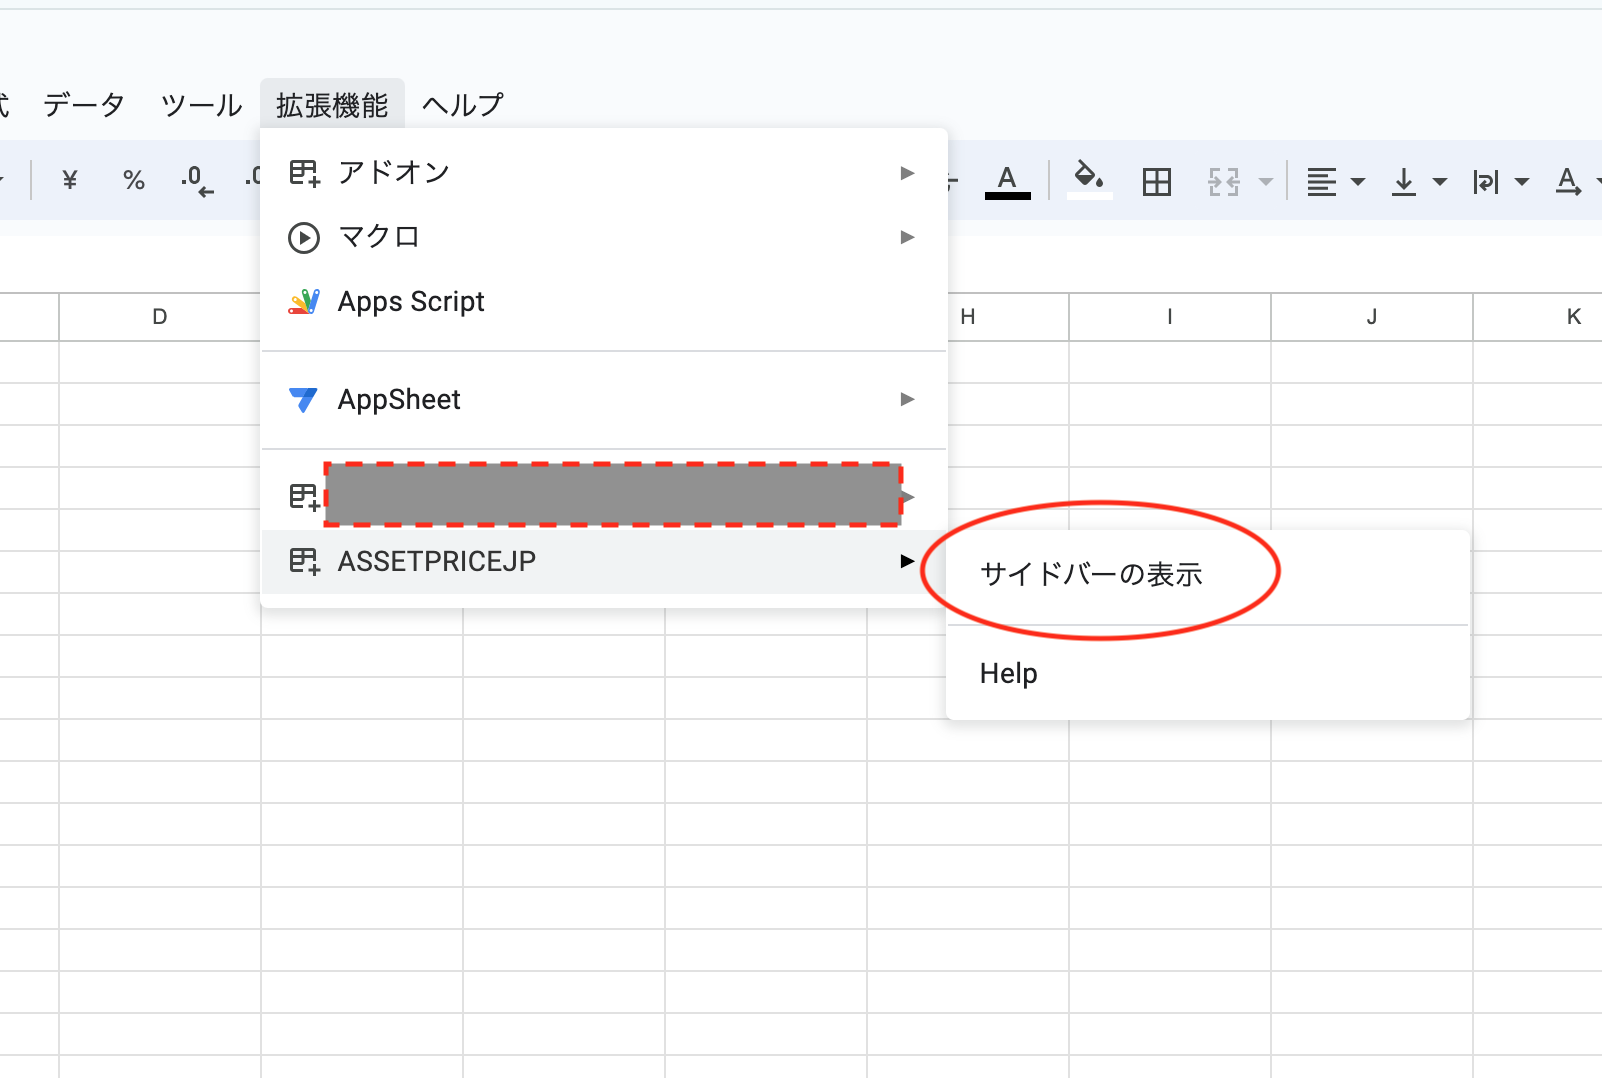 式 データ ツール 拡張機能 ヘルプ
¥ % .0 .0 A A
アドオン
マクロ
Apps Script
D H I J K
AppSheet
ASSETPRICEJP
サイドバーの表示
Help